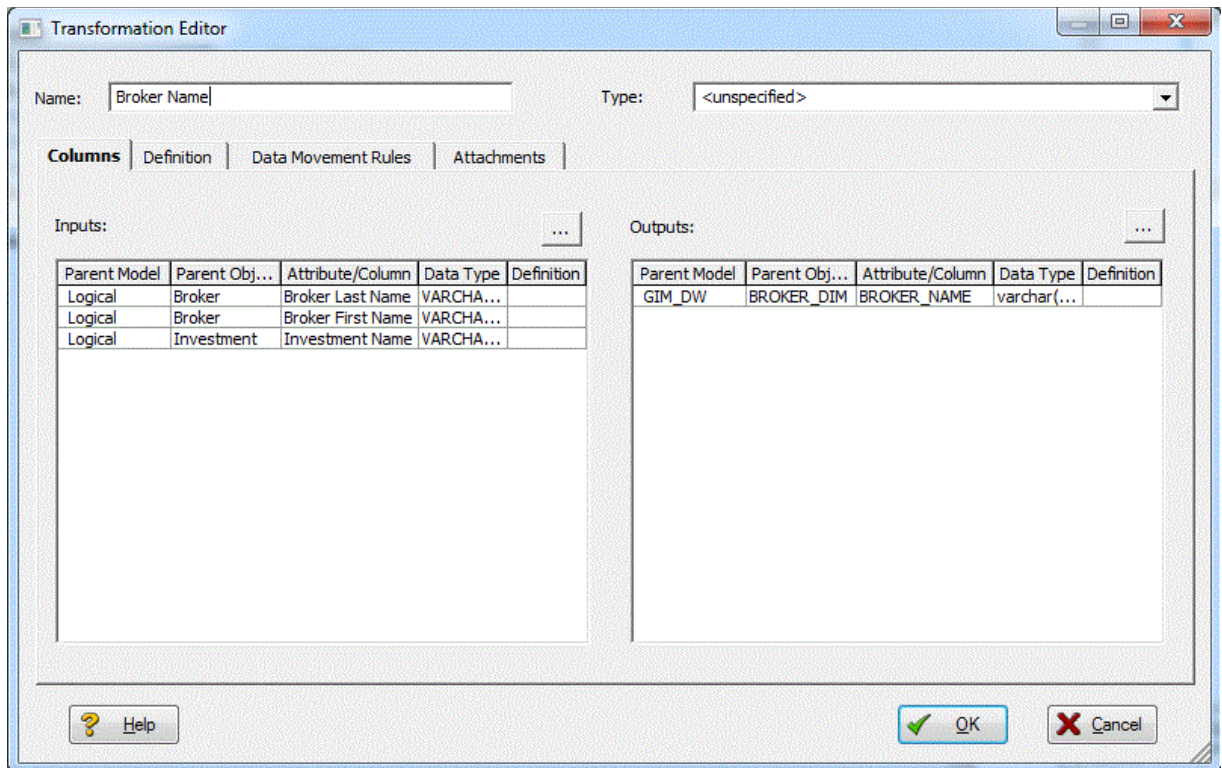 Transformation Editor
Name: Broker Name Type: <unspecified>
Columns Definition Data Movement Rules Attachments
Inputs: ... Outputs: ...
Parent Model Parent Obj... Attribute/Column Data Type Definition Parent Model Parent Obj... Attribute/Column Data Type Definition
Logical Broker Broker Last Name VARCHA... GIM_DW BROKER_DIM BROKER_NAME varchar(...
Logical Broker Broker First Name VARCHA...
Logical Investment Investment Name VARCHA...
Help OK Cancel